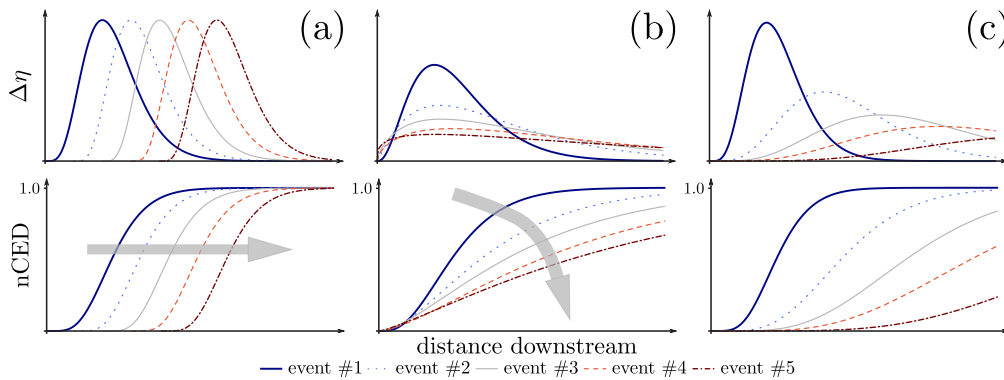 (a)
(b)
(c)
Δη
1.0
1.0
1.0
nCED
distance downstream
event #1 event #2 event #3 event #4 event #5